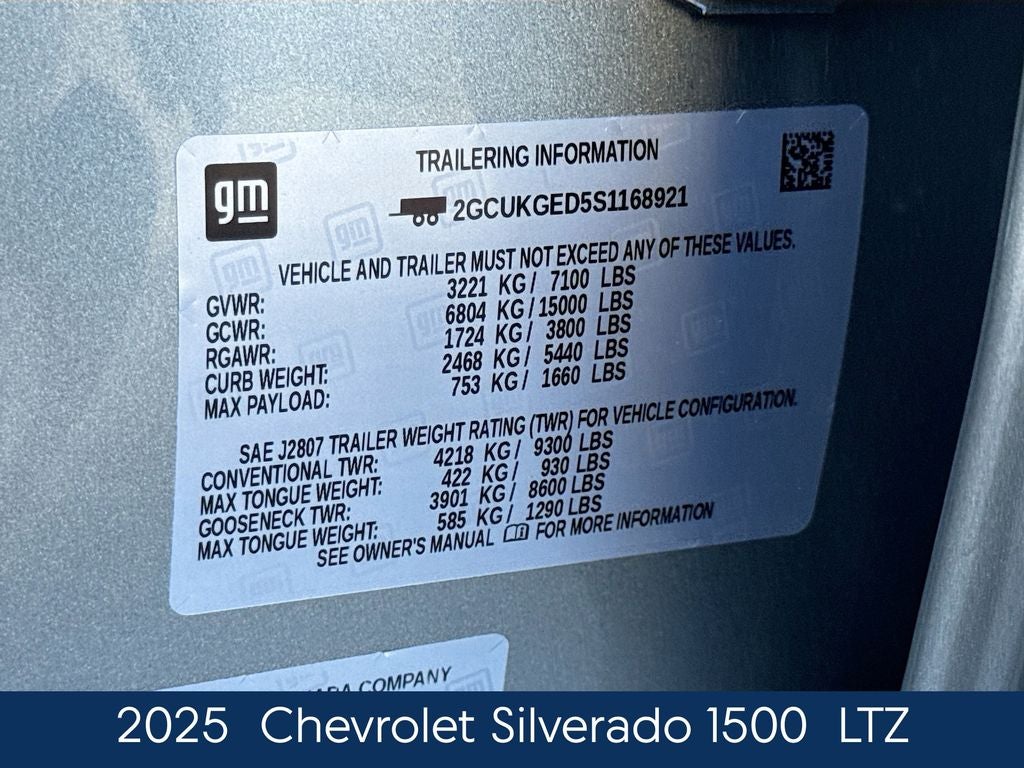 gm
TRAILERING INFORMATION
2GCUKGED5S1168921
VEHICLE AND TRAILER MUST NOT EXCEED ANY OF THESE VALUES.
GVWR: 3221 KG/ 7100 LBS
GCWR: 6804 KG/ 15000 LBS
RGAWR: 1724 KG/ 3800 LBS
CURB WEIGHT: 2468 KG/ 5440 LBS
MAX PAYLOAD: 753 KG/ 1660 LBS
SAE J2807 TRAILER WEIGHT RATING (TWR) FOR VEHICLE CONFIGURATION.
CONVENTIONAL TWR: 4218 KG/ 9300 LBS
MAX TONGUE WEIGHT: 422 KG/ 930 LBS
GOOSENECK TWR: 3901 KG/ 8600 LBS
MAX TONGUE WEIGHT: 585 KG/ 1290 LBS
SEE OWNER'S MANUAL FOR MORE INFORMATION
COMPANY
2025 Chevrolet Silverado 1500 LTZ